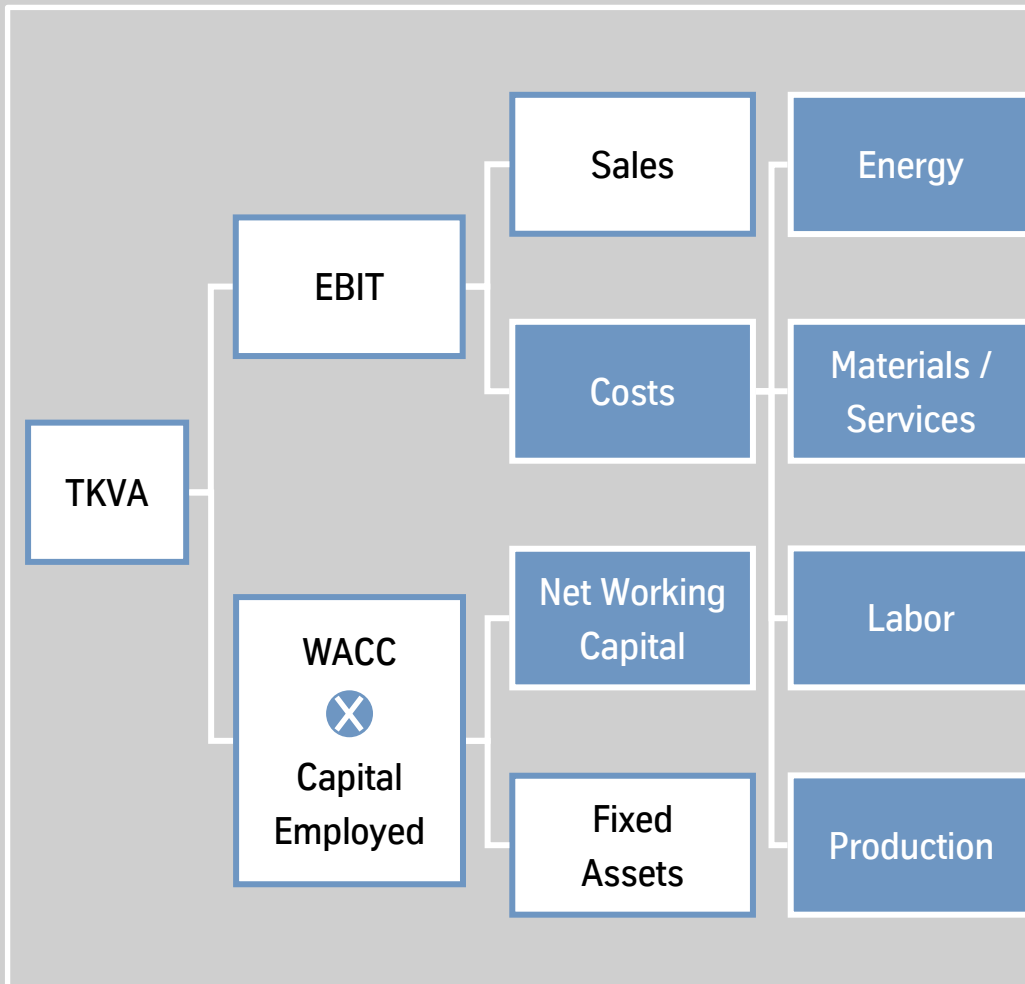 Sales
Energy
EBIT
Costs
Materials /
Services
TKVA
Net Working
Capital
Labor
WACC
X
Capital
Employed
Fixed
Assets
Production